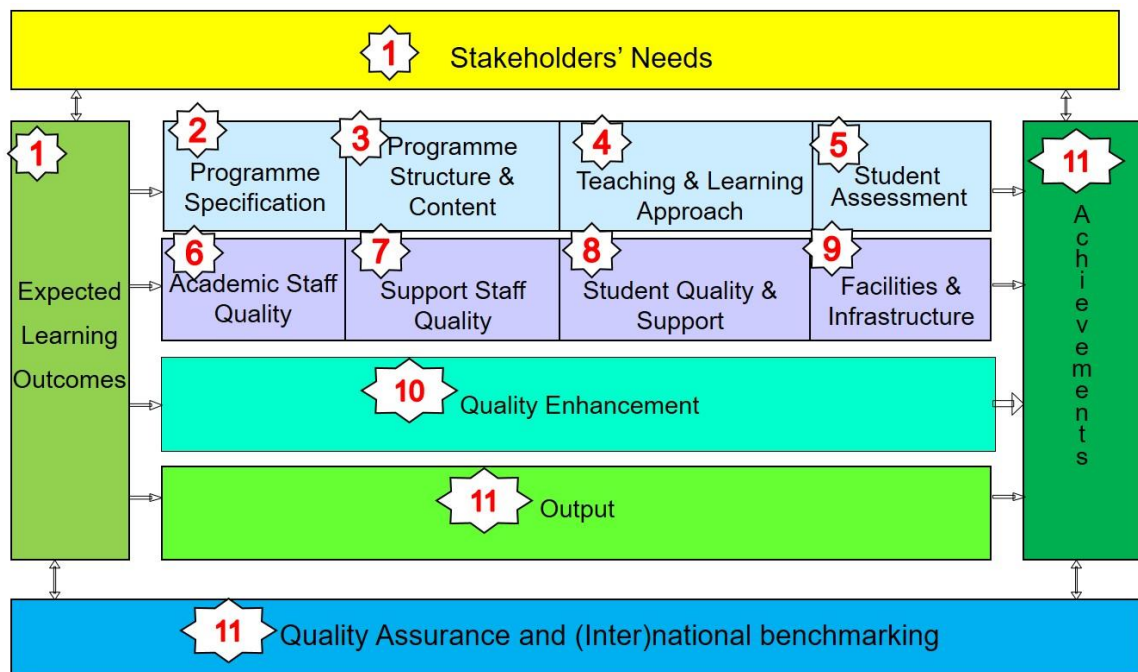 1 Stakeholders' Needs
1
Expected
Learning
Outcomes
2
Programme
Specification
3
Programme
Structure &
Content
4
Teaching & Learning
Approach
5
Student
Assessment
6
Academic Staff
Quality
7
Support Staff
Quality
8
Student Quality &
Support
9
Facilities &
Infrastructure
10
Quality Enhancement
11
Output
11
Achievements
11
Quality Assurance and (Inter)national benchmarking